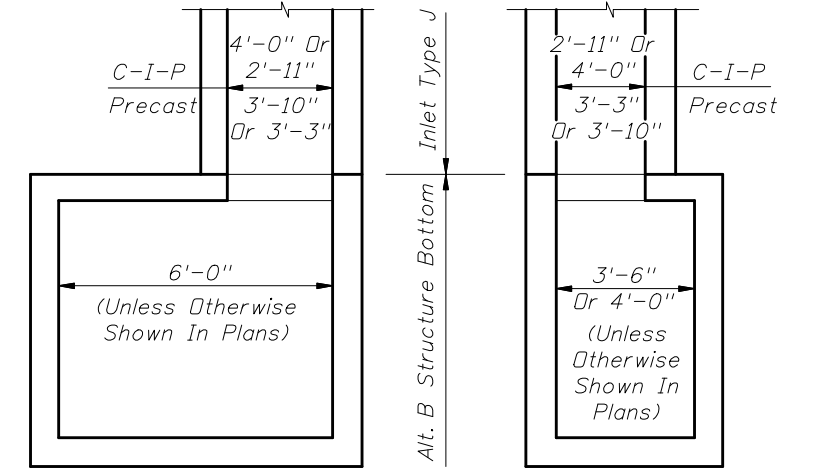 4'-0" Or
2'-11"
C-I-P
Precast
3'-10"
Or 3'-3"
6'-0"
(Unless Otherwise
Shown In Plans)
Inlet Type J
Alt. B Structure Bottom
2'-11" Or
4'-0"
C-I-P
Precast
3'-3"
Or 3'-10"
3'-6"
Or 4'-0"
(Unless
Otherwise
Shown In
Plans)